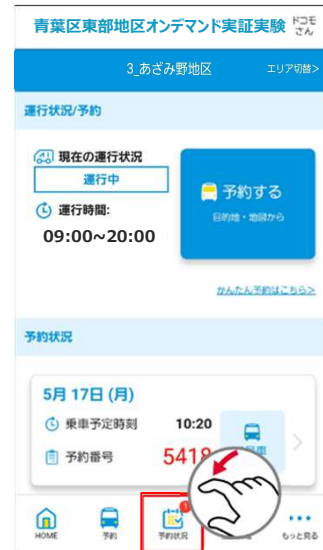 青葉区東部地区オンデマンド実証実験
ドコモ
さん
3_あざみ野地区
エリア切替>
運行状況/予約
現在の運行状況
運行中
運行時間:
09:00~20:00
予約する
目的地・地図から
かんたん予約はこちら>
予約状況
5月 17日 (月)
乗車予定時刻 10:20
予約番号 5418
HOME
予約
予約状況
もっと見る